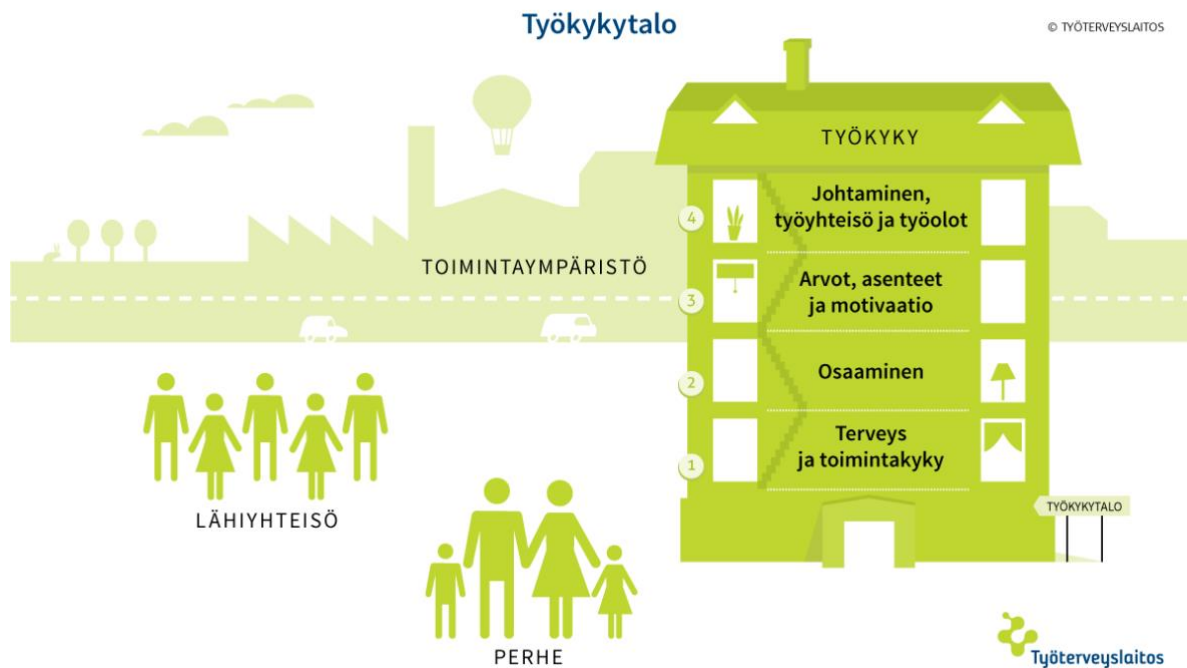 Työkykytalo
© TYÖTERVEYSLAITOS
TYÖKYKY
4
Johtaminen,
työyhteisö ja työolot
TOIMINTAYMPÄRISTÖ
3
Arvot, asenteet
ja motivaatio
2
Osaaminen
1
Terveys
ja toimintakyky
LÄHIYHTEISÖ
TYÖKYKYTALO
PERHE
Työterveyslaitos